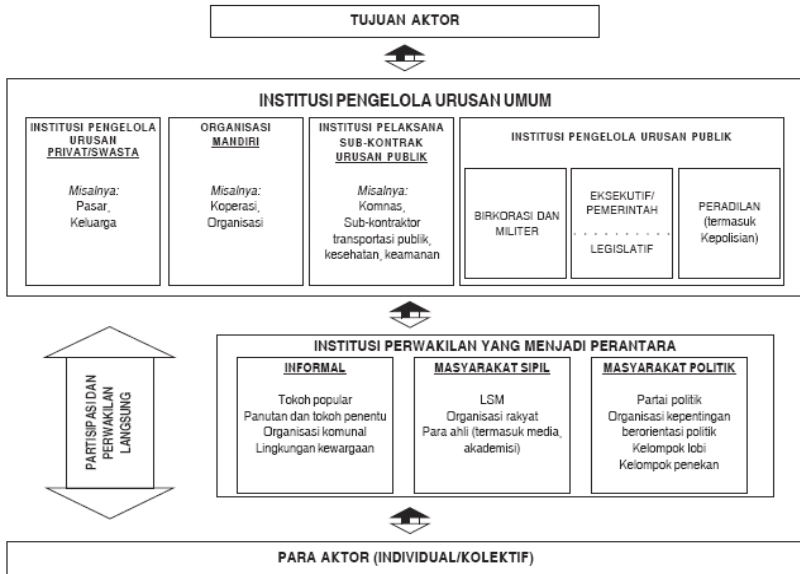 TUJUAN AKTOR
INSTITUSI PENGELOLA URUSAN UMUM
INSTITUSI PENGELOLA
URUSAN
PRIVAT/SWASTA
Misalnya:
Pasar,
Keluarga
ORGANISASI
MANDIRI
Misalnya:
Koperasi,
Organisasi
INSTITUSI PELAKSANA
SUB-KONTRAK
URUSAN PUBLIK
Misalnya:
Komnas,
Sub-kontraktor
transportasi publik,
kesehatan, keamanan
INSTITUSI PENGELOLA URUSAN PUBLIK
BIRKORASI DAN
MILITER
EKSEKUTIF/
PEMERINTAH
. . . . . . . . . .
LEGISLATIF
PERADILAN
(termasuk
Kepolisian)
PARTISIPASI DAN
PERWAKILAN
LANGSUNG
INSTITUSI PERWAKILAN YANG MENJADI PERANTARA
INFORMAL
Tokoh popular
Panutan dan tokoh penentu
Organisasi komunal
Lingkungan kewargaan
MASYARAKAT SIPIL
LSM
Organisasi rakyat
Para ahli (termasuk media,
akademisi)
MASYARAKAT POLITIK
Partai politik
Organisasi kepentingan
berorientasi politik
Kelompok lobi
Kelompok penekan
PARA AKTOR (INDIVIDUAL/KOLEKTIF)